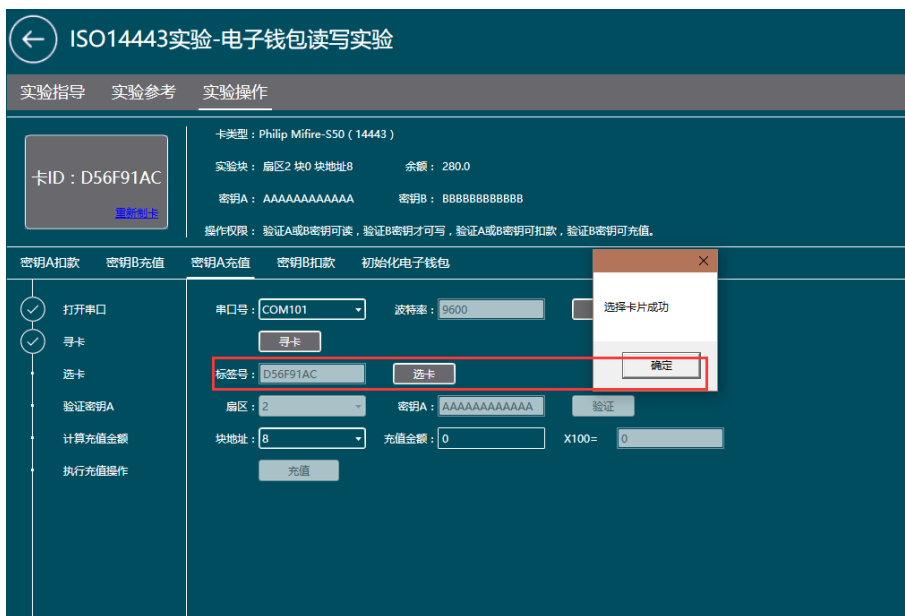 ISO14443实验-电子钱包读写实验
实验指导 实验参考 实验操作
卡ID：D56F91AC
重新制卡
卡类型：Philip Mifire-S50（14443）
实验块： 扇区2 块0 块地址8 余额： 280.0
密钥A： AAAAAAAAAAAA 密钥B： BBBBBBBBBBBB
操作权限： 验证A或B密钥可读，验证B密钥才可写，验证A或B密钥可扣款，验证B密钥可充值。
密钥A扣款 密钥B充值 密钥A充值 密钥B扣款 初始化电子钱包
打开串口 串口号： COM101 波特率： 9600
选择卡片成功
确定
寻卡 寻卡
选卡 标签号： D56F91AC 选卡
验证密钥A 扇区： 2 密钥A： AAAAAAAAAAAA 验证
计算充值金额 块地址： 8 充值金额： 0 X100= 0
执行充值操作 充值